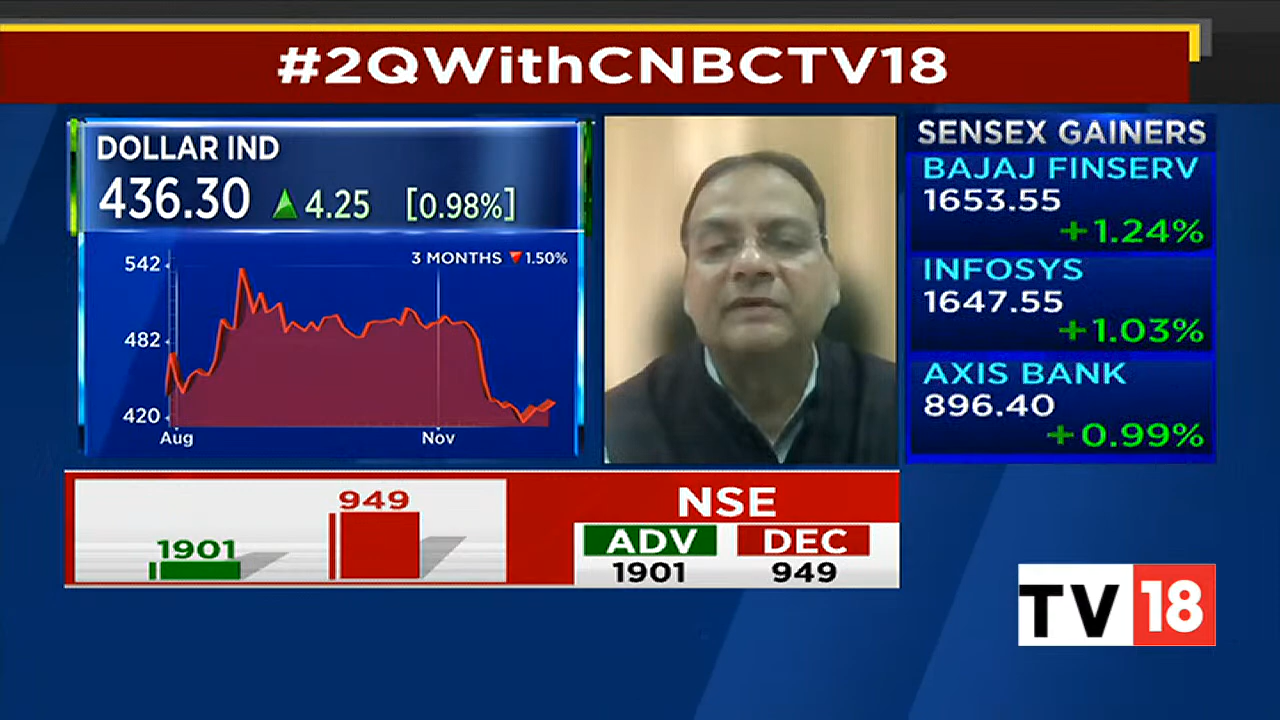 #2QWithCNBCTV18
DOLLAR IND
436.30 ▲ 4.25 [0.98%]
3 MONTHS ▼ 1.50%
542
482
420
Aug Nov
SENSEX GAINERS
BAJAJ FINSERV
1653.55
+1.24%
INFOSYS
1647.55
+1.03%
AXIS BANK
896.40
+0.99%
1901
949
NSE
ADV DEC
1901 949
TV18